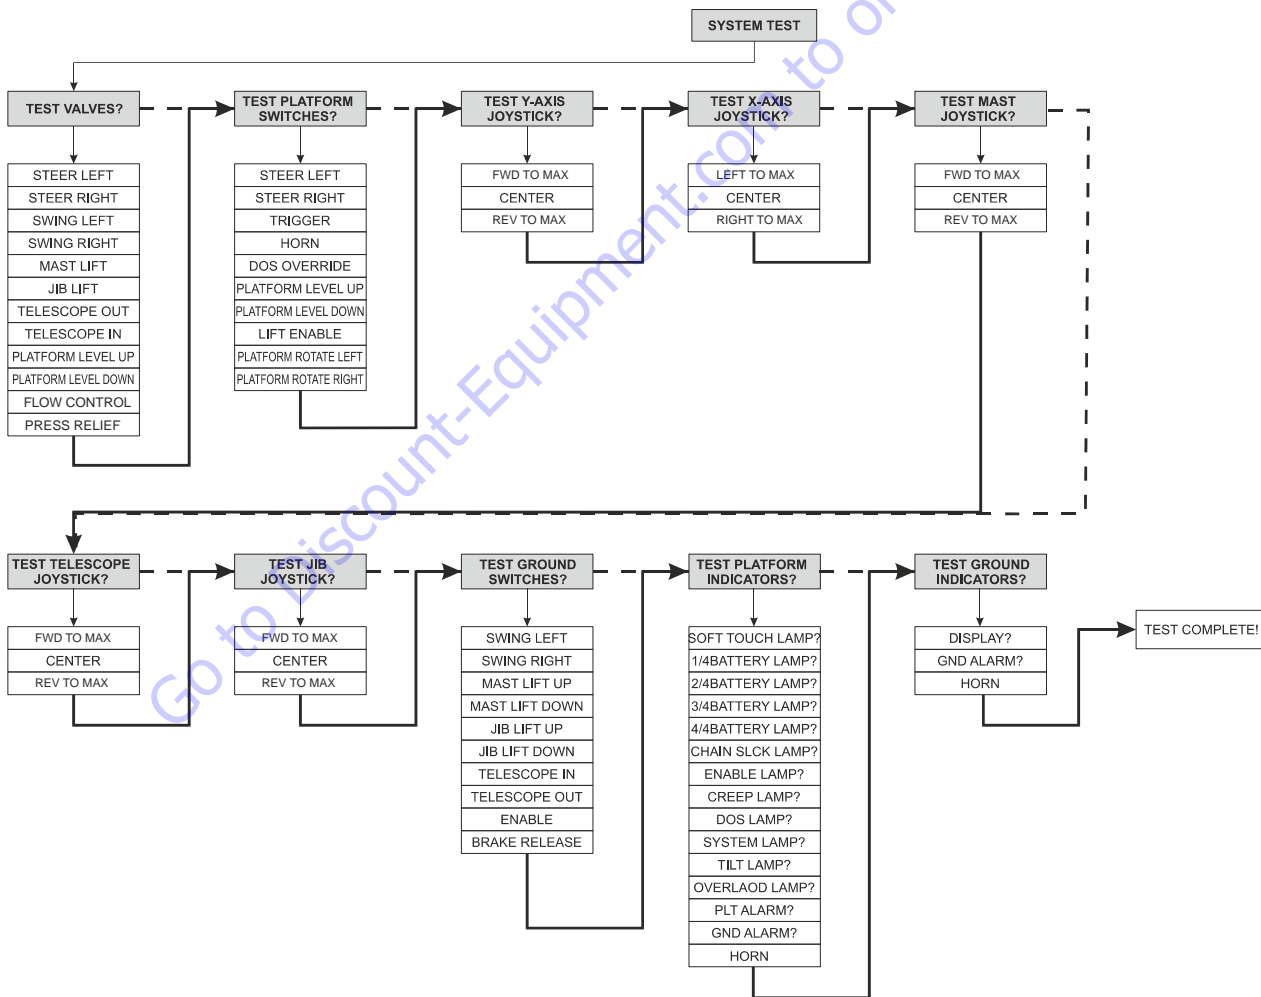 SYSTEM TEST
TEST VALVES?
STEER LEFT
STEER RIGHT
SWING LEFT
SWING RIGHT
MAST LIFT
JIB LIFT
TELESCOPE OUT
TELESCOPE IN
PLATFORM LEVEL UP
PLATFORM LEVEL DOWN
FLOW CONTROL
PRESS RELIEF
TEST PLATFORM
SWITCHES?
STEER LEFT
STEER RIGHT
TRIGGER
HORN
DOS OVERRIDE
PLATFORM LEVEL UP
PLATFORM LEVEL DOWN
LIFT ENABLE
PLATFORM ROTATE LEFT
PLATFORM ROTATE RIGHT
TEST Y-AXIS
JOYSTICK?
FWD TO MAX
CENTER
REV TO MAX
TEST X-AXIS
JOYSTICK?
LEFT TO MAX
CENTER
RIGHT TO MAX
TEST MAST
JOYSTICK?
FWD TO MAX
CENTER
REV TO MAX
TEST TELESCOPE
JOYSTICK?
FWD TO MAX
CENTER
REV TO MAX
TEST JIB
JOYSTICK?
FWD TO MAX
CENTER
REV TO MAX
TEST GROUND
SWITCHES?
SWING LEFT
SWING RIGHT
MAST LIFT UP
MAST LIFT DOWN
JIB LIFT UP
JIB LIFT DOWN
TELESCOPE IN
TELESCOPE OUT
ENABLE
BRAKE RELEASE
TEST PLATFORM
INDICATORS?
SOFT TOUCH LAMP?
1/4BATTERY LAMP?
2/4BATTERY LAMP?
3/4BATTERY LAMP?
4/4BATTERY LAMP?
CHAIN SLCK LAMP?
ENABLE LAMP?
CREEP LAMP?
DOS LAMP?
SYSTEM LAMP?
TILT LAMP?
OVERLAOD LAMP?
PLT ALARM?
GND ALARM?
HORN
TEST GROUND
INDICATORS?
DISPLAY?
GND ALARM?
HORN
TEST COMPLETE!
Go to Discount-Equipment.com to or